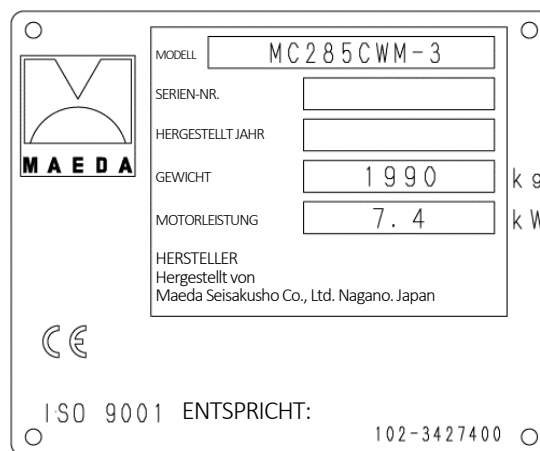 MODELL MC285CWM-3
SERIEN-NR.
HERGESTELLT JAHR
MAEDA
GEWICHT 1990 kg
MOTORLEISTUNG 7.4 kW
HERSTELLER
Hergestellt von
Maeda Seisakusho Co., Ltd. Nagano. Japan
CE
ISO 9001 ENTSPRICHT:
102-3427400